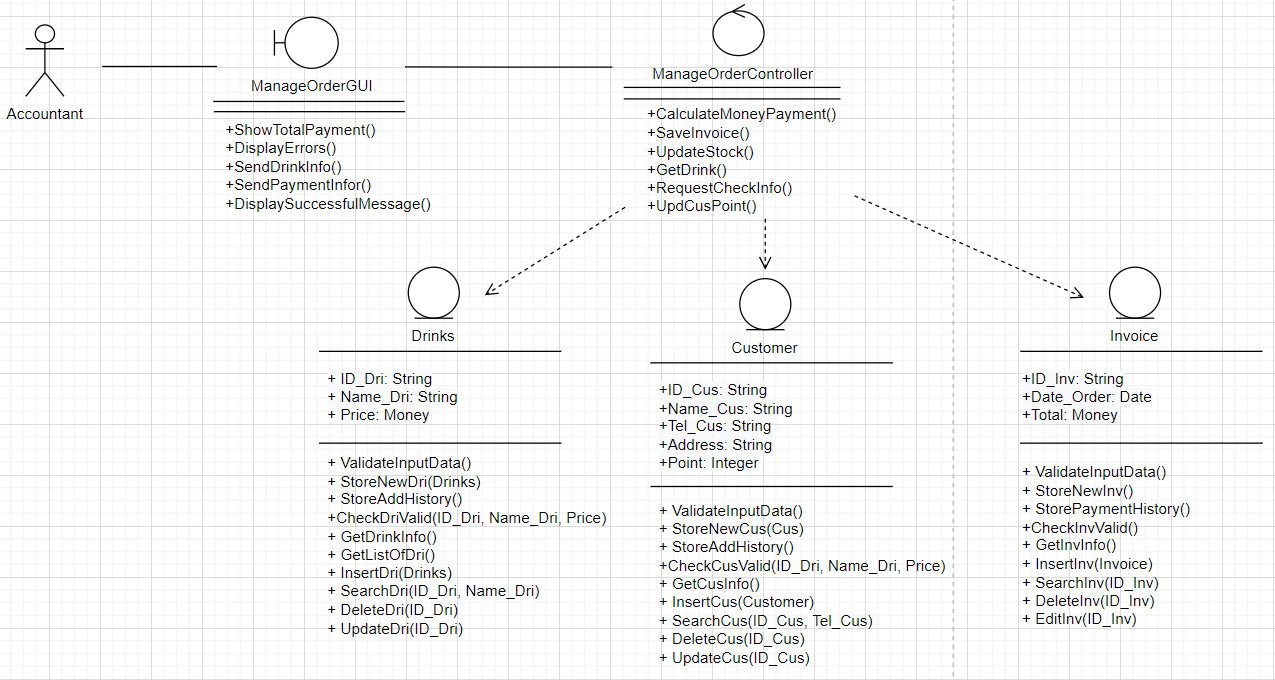 Accountant
ManageOrderGUI
+ShowTotalPayment()
+DisplayErrors()
+SendDrinkInfo()
+SendPaymentInfor()
+DisplaySuccessfulMessage()
ManageOrderController
+CalculateMoneyPayment()
+SaveInvoice()
+UpdateStock()
+GetDrink()
+RequestCheckInfo()
+UpdCusPoint()
Drinks
+ ID_Dri: String
+ Name_Dri: String
+ Price: Money
+ ValidateInputData()
+ StoreNewDri(Drinks)
+ StoreAddHistory()
+CheckDriValid(ID_Dri, Name_Dri, Price)
+ GetDrinkInfo()
+ GetListOfDri()
+ InsertDri(Drinks)
+ SearchDri(ID_Dri, Name_Dri)
+ DeleteDri(ID_Dri)
+ UpdateDri(ID_Dri)
Customer
+ID_Cus: String
+Name_Cus: String
+Tel_Cus: String
+Address: String
+Point: Integer
+ ValidateInputData()
+ StoreNewCus(Cus)
+ StoreAddHistory()
+CheckCusValid(ID_Dri, Name_Dri, Price)
+ GetCusInfo()
+ InsertCus(Customer)
+ SearchCus(ID_Cus, Tel_Cus)
+ DeleteCus(ID_Cus)
+ UpdateCus(ID_Cus)
Invoice
+ID_Inv: String
+Date_Order: Date
+Total: Money
+ ValidateInputData()
+ StoreNewInv()
+ StorePaymentHistory()
+CheckInvValid()
+ GetInvInfo()
+ InsertInv(Invoice)
+ SearchInv(ID_Inv)
+ DeleteInv(ID_Inv)
+ EditInv(ID_Inv)